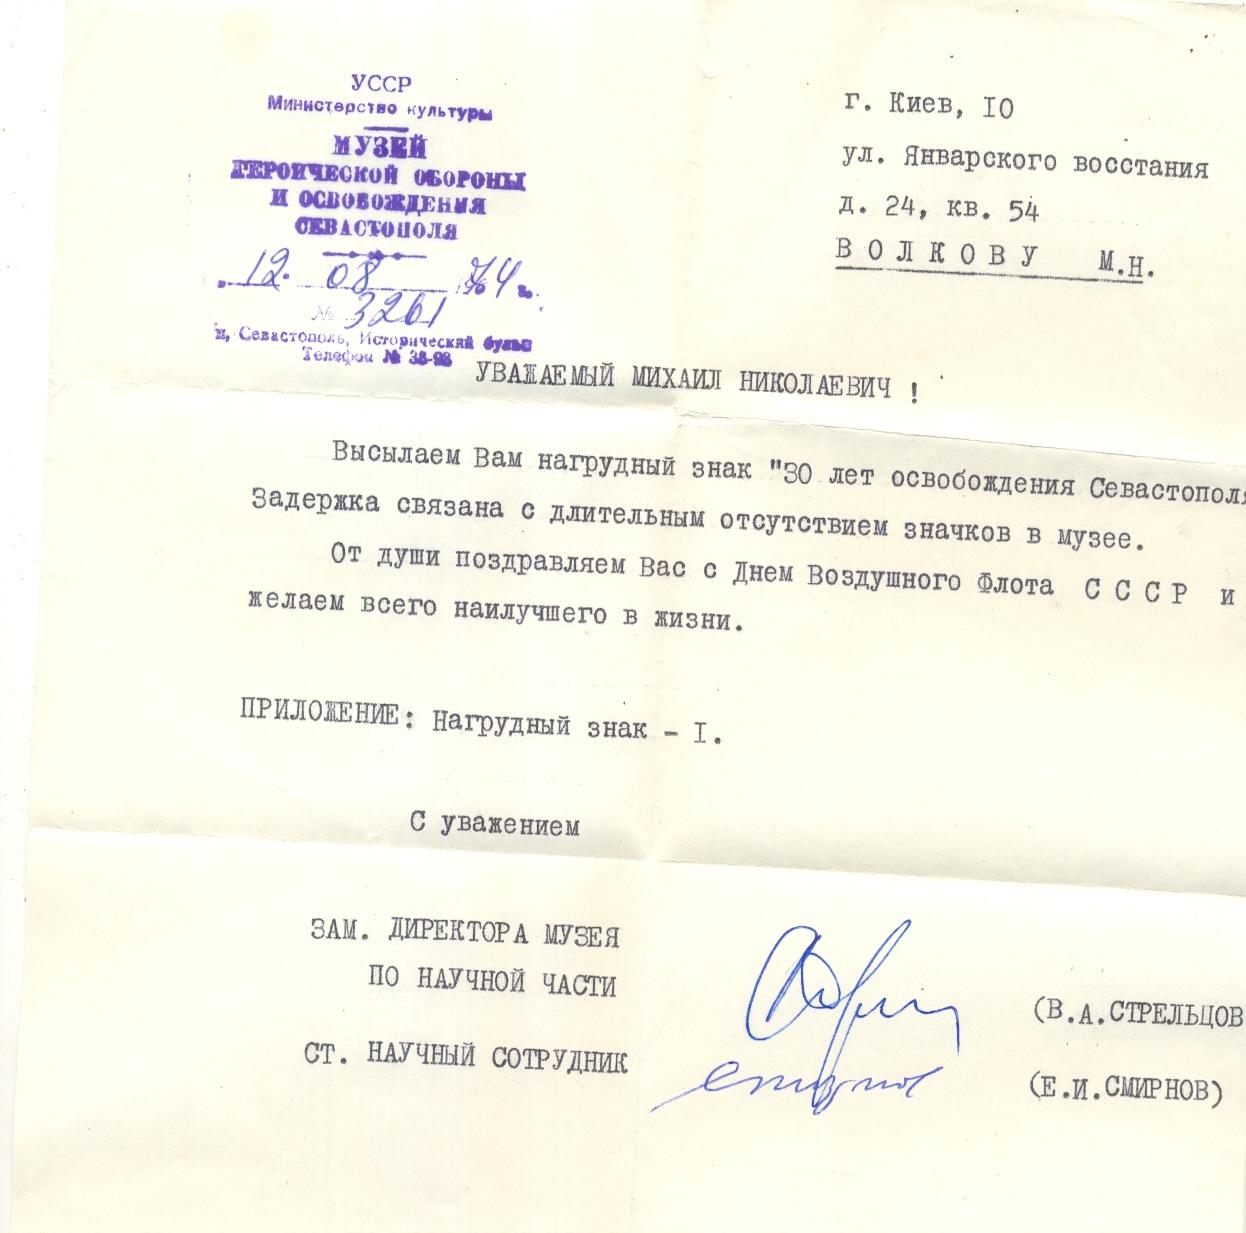 УССР
Министерство культуры
МУЗЕЙ
ГЕРОИЧЕСКОЙ ОБОРОНЫ
И ОСВОБОЖДЕНИЯ
СЕВАСТОПОЛЯ
12. 08 1974 г.
№ 3261
г. Севастополь, Исторический бульв
Телефон № 38-98
г. Киев, I0
ул. Январского восстания
д. 24, кв. 54
В О Л К О В У М.Н.
УВАЖАЕМЫЙ МИХАИЛ НИКОЛАЕВИЧ !
Высылаем Вам нагрудный знак "30 лет освобождения Севастополя
Задержка связана с длительным отсутствием значков в музее.
От души поздравляем Вас с Днем Воздушного Флота С С С Р и
желаем всего наилучшего в жизни.
ПРИЛОЖЕНИЕ: Нагрудный знак - I.
С уважением
ЗАМ. ДИРЕКТОРА МУЗЕЯ
ПО НАУЧНОЙ ЧАСТИ
(В.А.СТРЕЛЬЦОВ
СТ. НАУЧНЫЙ СОТРУДНИК
Смирнов
(Е.И.СМИРНОВ)